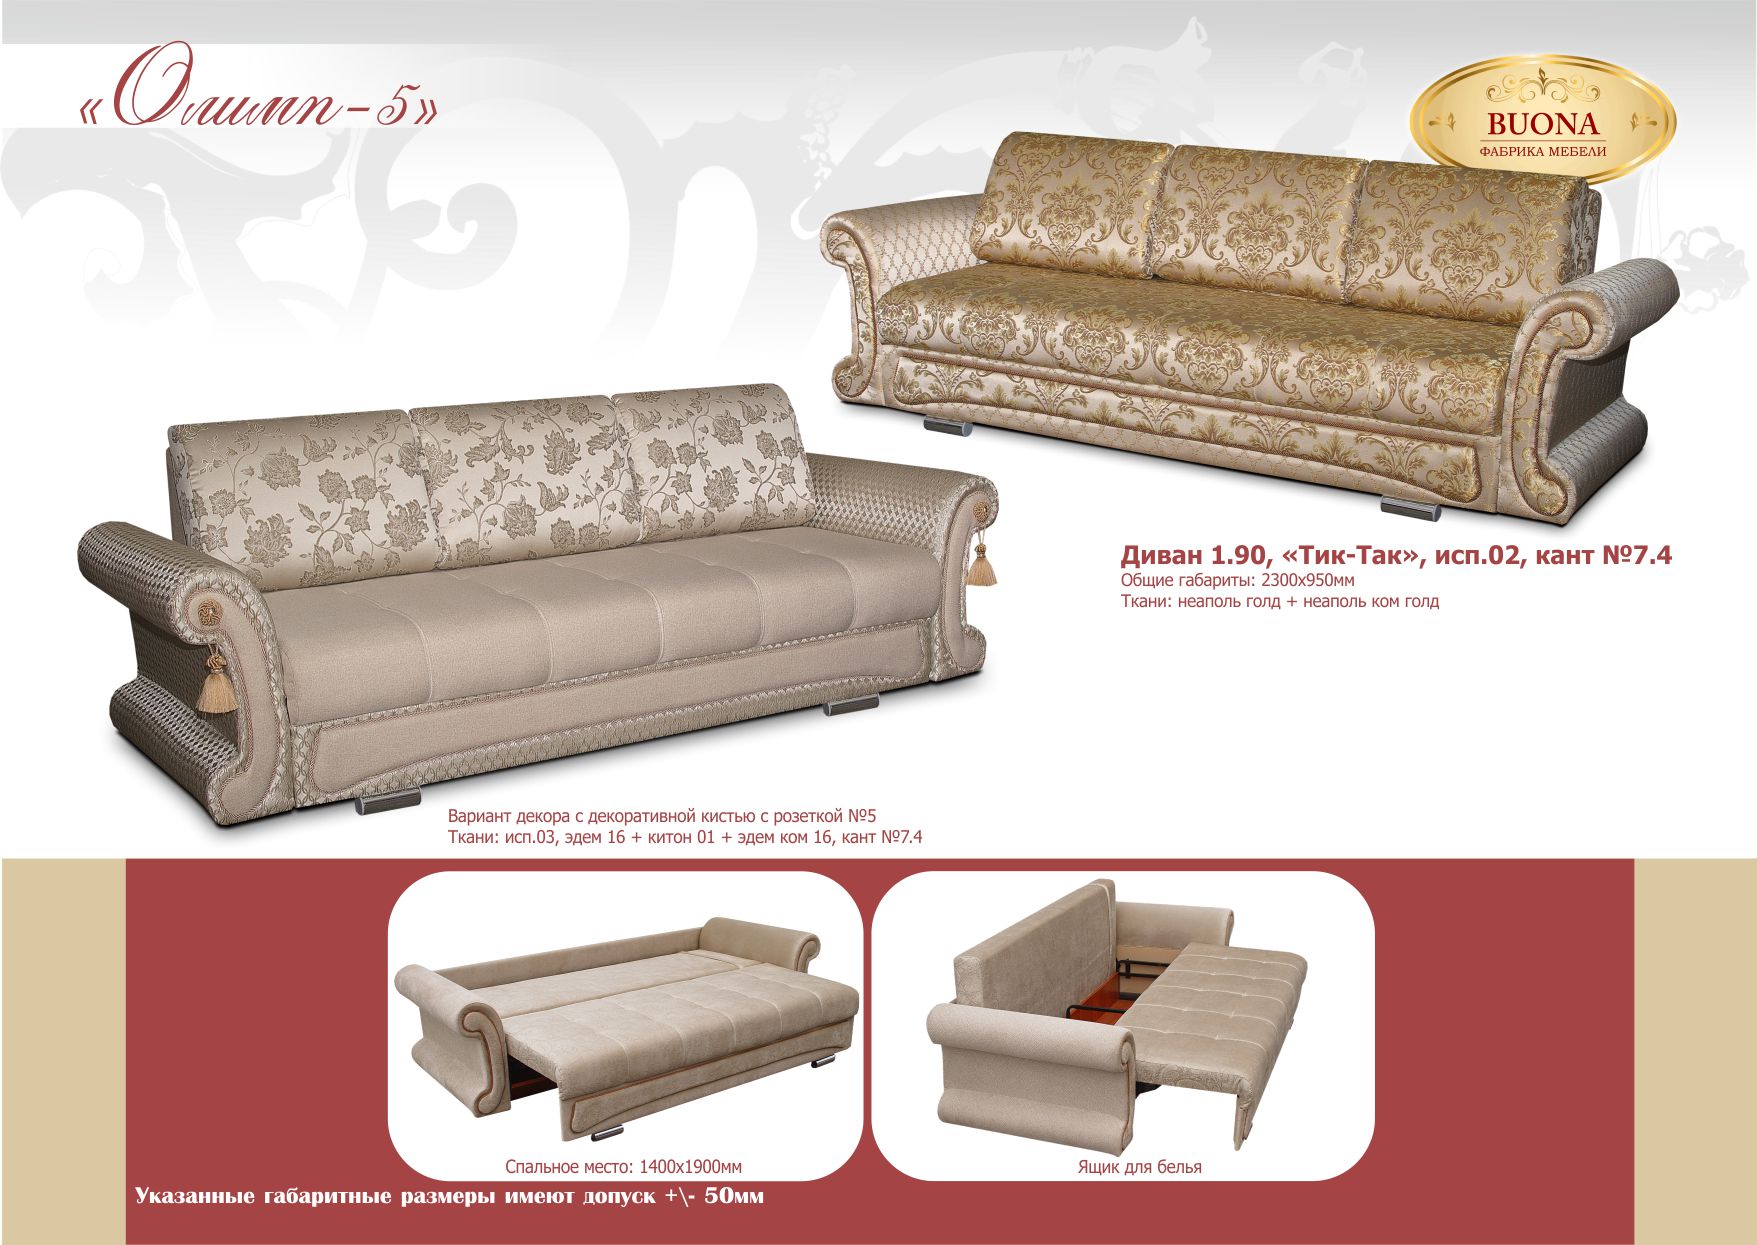 «Олимп-5»
BUONA
ФАБРИКА МЕБЕЛИ
Диван 1.90, «Тик-Так», исп.02, кант №7.4
Общие габариты: 2300х950мм
Ткани: неаполь голд + неаполь ком голд
Вариант декора с декоративной кистью с розеткой №5
Ткани: исп.03, эдем 16 + китон 01 + эдем ком 16, кант №7.4
Спальное место: 1400х1900мм
Ящик для белья
Указанные габаритные размеры имеют допуск +\- 50мм